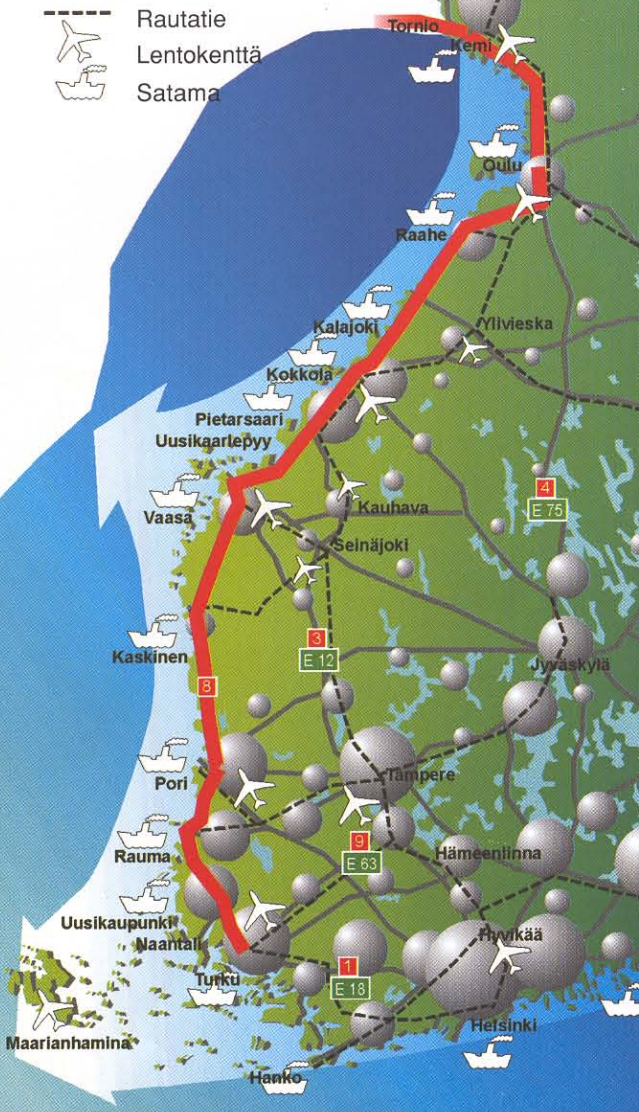 Rautatie
Lentokenttä
Satama
Tornio
Kemi
Oulu
Raahe
Kalajoki
Ylivieska
Kokkola
Pietarsaari
Uusikaarlepyy
4
E 75
Vaasa
Kauhava
Seinäjoki
3
E 12
Kaskinen
Jyväskylä
8
Pori
Tampere
Rauma
9
E 63
Hämeenlinna
Uusikaupunki
Naantali
Hyvikää
Turku
1
E 18
Maarianhamina
Helsinki
Hanko